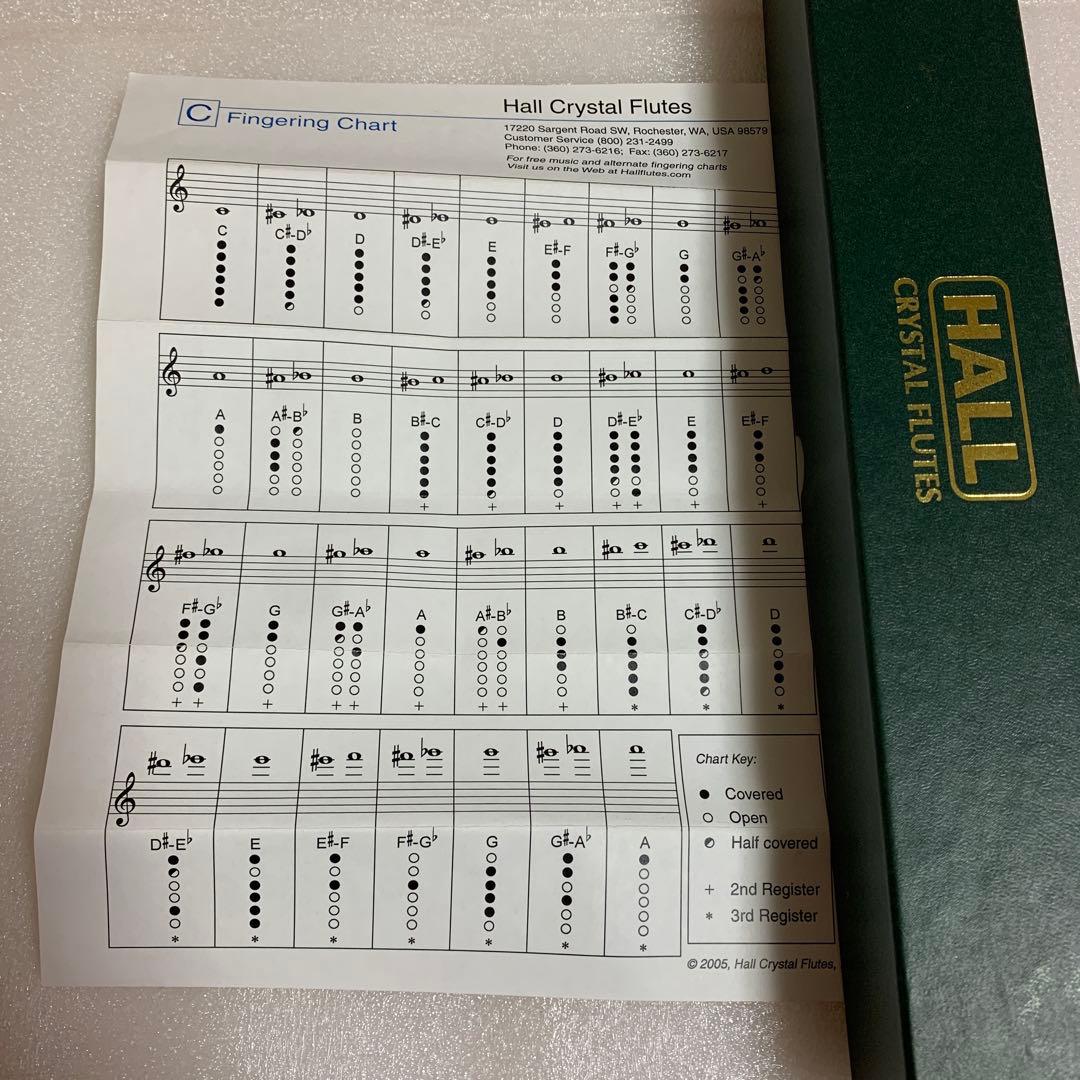 C Fingering Chart
Hall Crystal Flutes
17220 Sargent Road SW, Rochester, WA, USA 98579
Customer Service (800) 231-2499
Phone: (360) 273-6216; Fax: (360) 273-6217
For free music and alternate fingering charts
Visit us on the Web at Hallflutes.com
C C♯-D♭ D D♯-E♭ E E♯-F F♯-G♭ G G♯-A♭
A A♯-B♭ B B♯-C C♯-D♭ D D♯-E♭ E E♯-F
+ + + + + + +
F♯-G♭ G G♯-A♭ A A♯-B♭ B B♯-C C♯-D♭ D
+ + + + + + + + + * * *
D♯-E♭ E E♯-F F♯-G♭ G G♯-A♭ A
* * * * * * *
Chart Key:
Covered
Open
Half covered
+ 2nd Register
* 3rd Register
© 2005, Hall Crystal Flutes,
HALL
CRYSTAL FLUTES